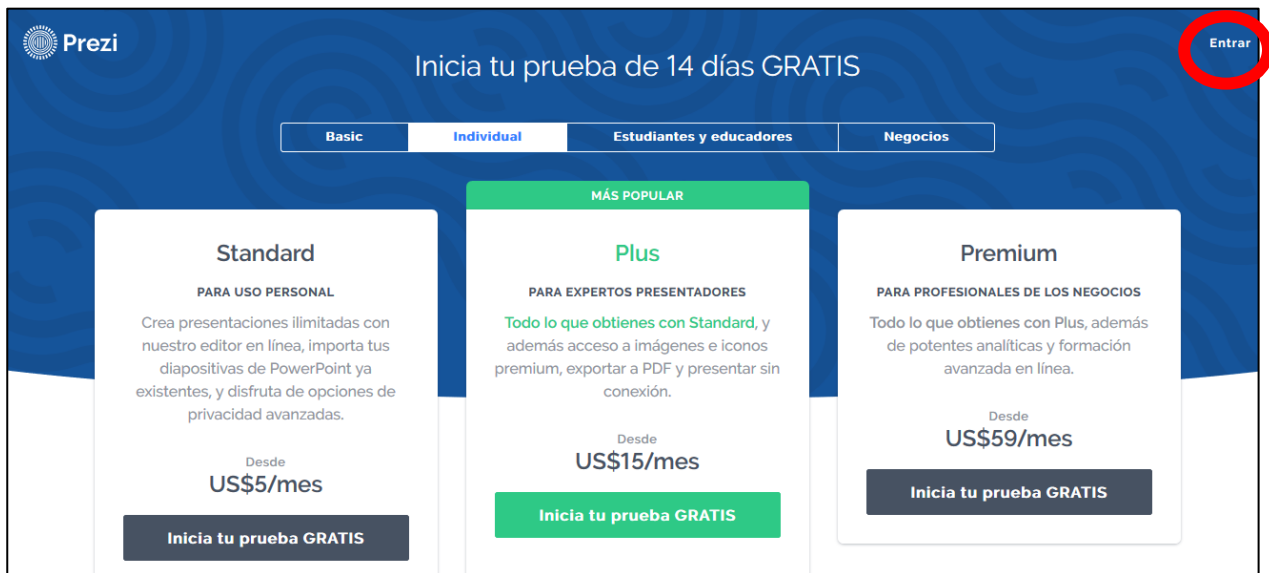 Prezi
Entrar
Inicia tu prueba de 14 días GRATIS
Basic
Individual
Estudiantes y educadores
Negocios
Standard
PARA USO PERSONAL
Crea presentaciones ilimitadas con
nuestro editor en línea, importa tus
diapositivas de PowerPoint ya
existentes, y disfruta de opciones de
privacidad avanzadas.
Desde
US$5/mes
Inicia tu prueba GRATIS
MÁS POPULAR
Plus
PARA EXPERTOS PRESENTADORES
Todo lo que obtienes con Standard, y
además acceso a imágenes e iconos
premium, exportar a PDF y presentar sin
conexión.
Desde
US$15/mes
Inicia tu prueba GRATIS
Premium
PARA PROFESIONALES DE LOS NEGOCIOS
Todo lo que obtienes con Plus, además
de potentes analíticas y formación
avanzada en línea.
Desde
US$59/mes
Inicia tu prueba GRATIS